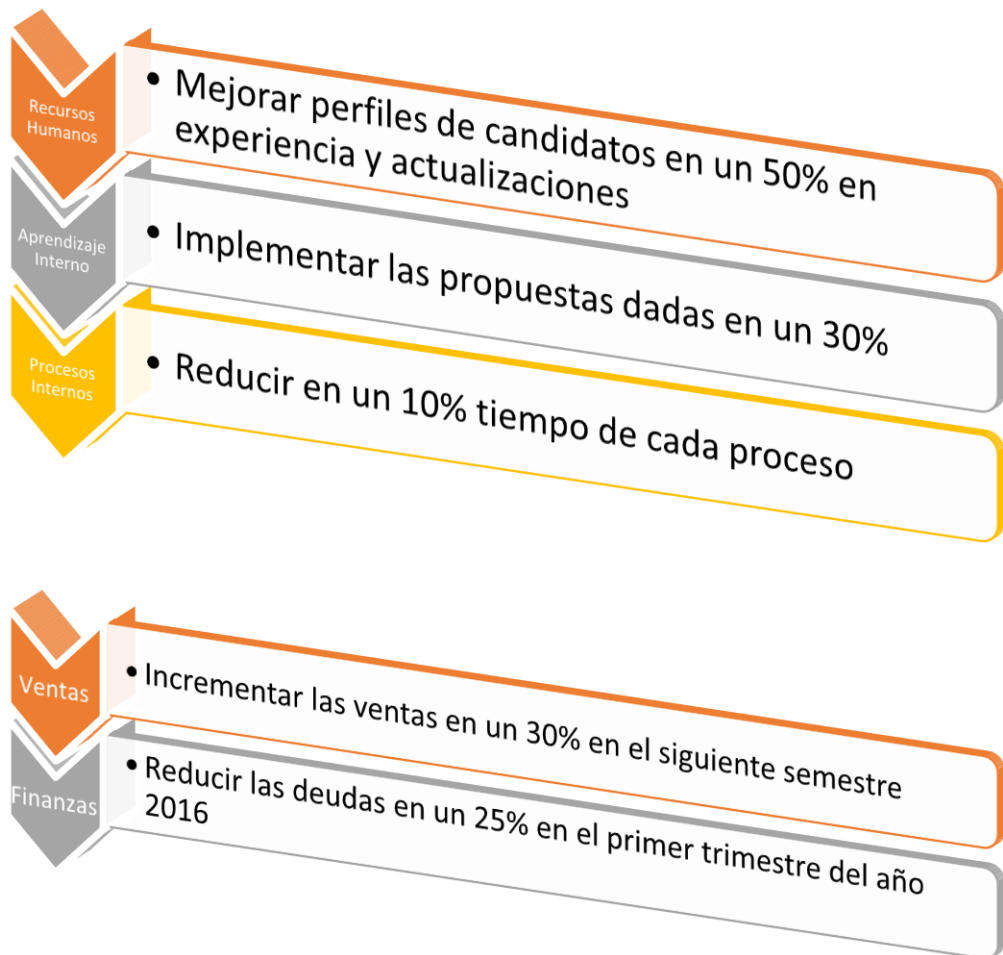 Recursos
Humanos
• Mejorar perfiles de candidatos en un 50% en
experiencia y actualizaciones
Aprendizaje
Interno
• Implementar las propuestas dadas en un 30%
Procesos
Internos
• Reducir en un 10% tiempo de cada proceso
Ventas
• Incrementar las ventas en un 30% en el siguiente semestre
Finanzas
• Reducir las deudas en un 25% en el primer trimestre del año
2016